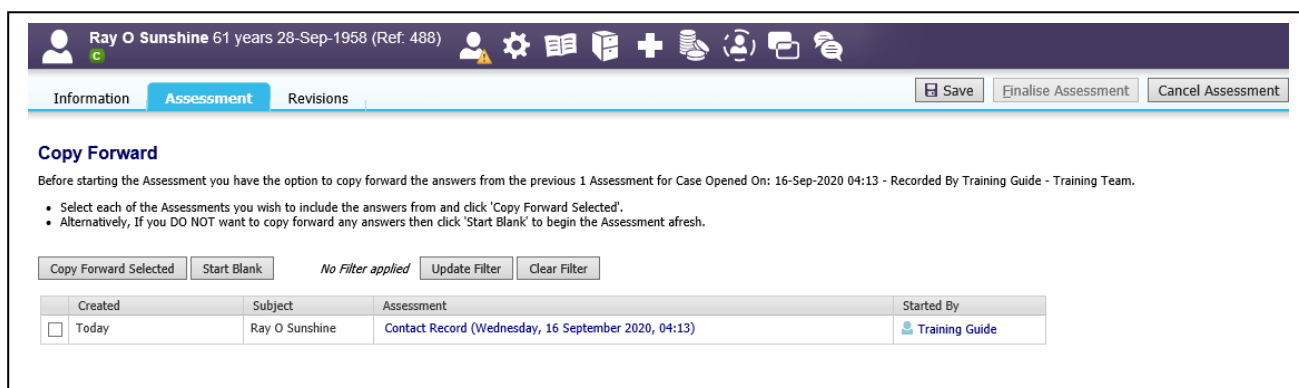 Ray O Sunshine 61 years 28-Sep-1958 (Ref: 488)
C
Information Assessment Revisions Save Finalise Assessment Cancel Assessment
Copy Forward
Before starting the Assessment you have the option to copy forward the answers from the previous 1 Assessment for Case Opened On: 16-Sep-2020 04:13 - Recorded By Training Guide - Training Team.
• Select each of the Assessments you wish to include the answers from and click 'Copy Forward Selected'.
• Alternatively, If you DO NOT want to copy forward any answers then click 'Start Blank' to begin the Assessment afresh.
Copy Forward Selected Start Blank No Filter applied Update Filter Clear Filter
Created Subject Assessment Started By
Today Ray O Sunshine Contact Record (Wednesday, 16 September 2020, 04:13) Training Guide